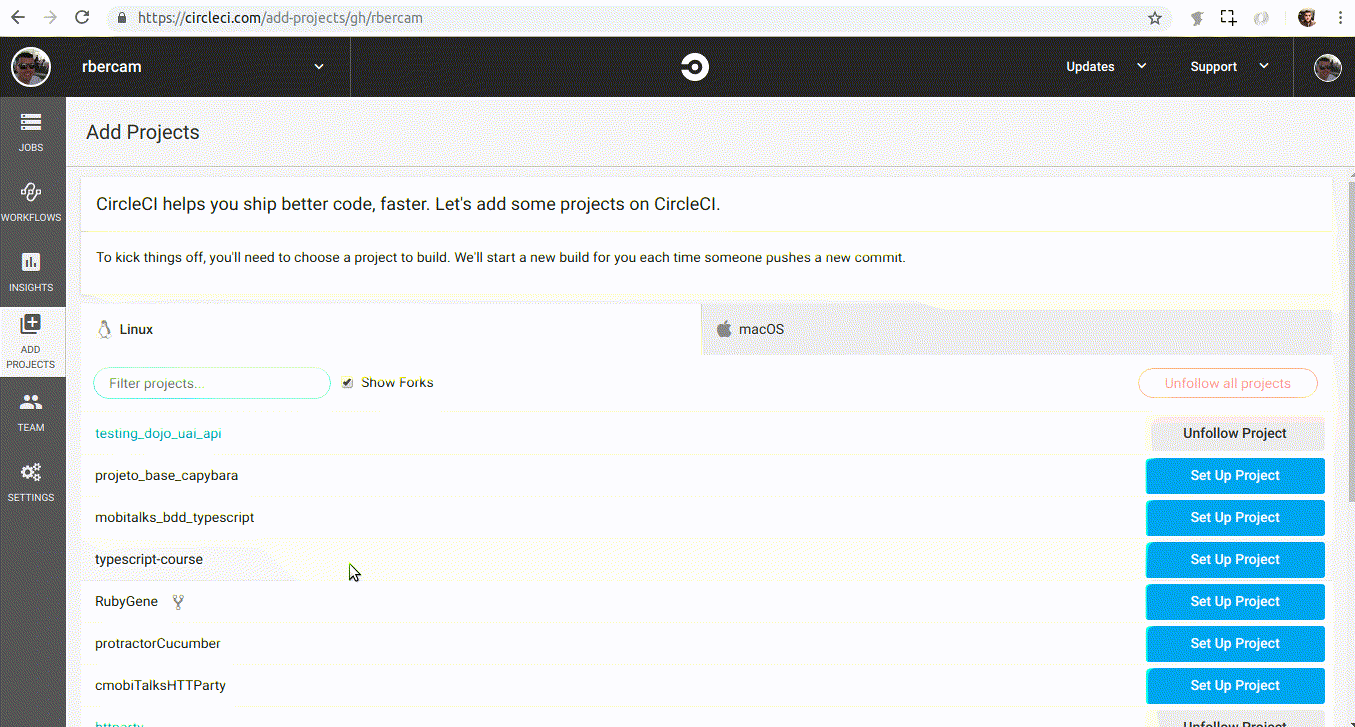 https://circleci.com/add-projects/gh/rbercam
rbercam
Updates
Support
JOBS
WORKFLOWS
INSIGHTS
ADD
PROJECTS
TEAM
SETTINGS
Add Projects
CircleCI helps you ship better code, faster. Let's add some projects on CircleCI.
To kick things off, you'll need to choose a project to build. We'll start a new build for you each time someone pushes a new commit.
Linux
macOS
Filter projects...
Show Forks
Unfollow all projects
testing_dojo_uai_api
Unfollow Project
projeto_base_capybara
Set Up Project
mobitalks_bdd_typescript
Set Up Project
typescript-course
Set Up Project
RubyGene
Set Up Project
protractorCucumber
Set Up Project
cmobiTalksHTTParty
Set Up Project
httparty
Unfollow Project